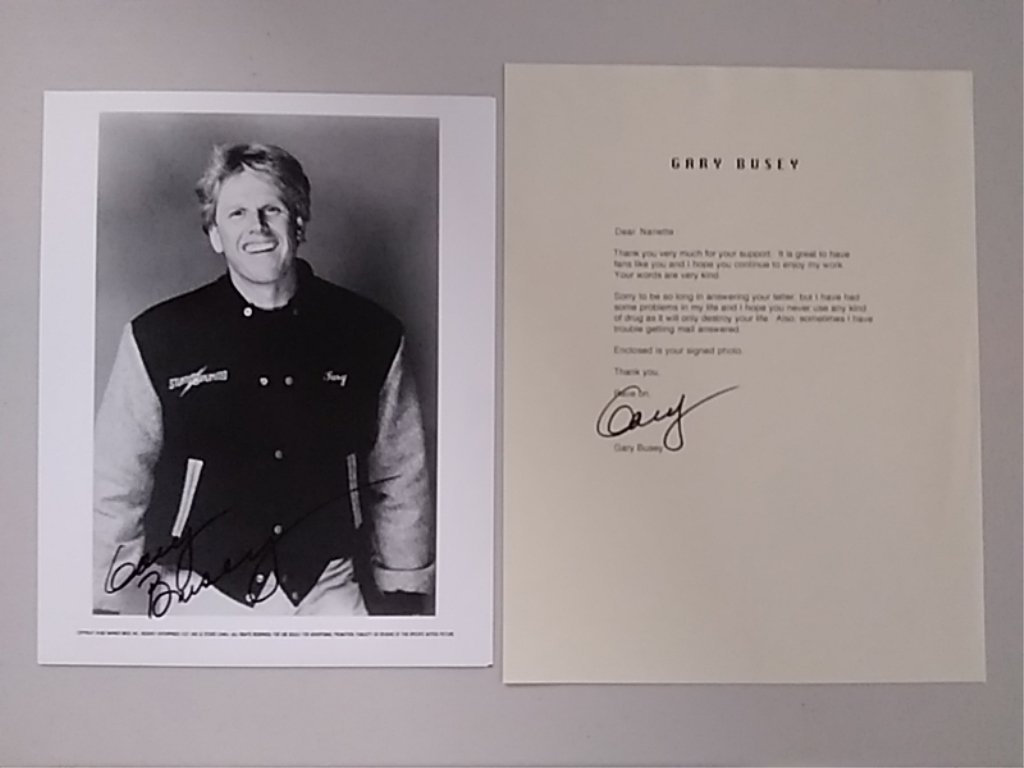 Gary
Gary
Busey
GARY BUSEY
Dear Nanette
Thank you very much for your support. It is great to have
fans like you and I hope you continue to enjoy my work.
Your words are very kind.
Sorry to be so long in answering your letter, but I have had
some problems in my life and I hope you never use any kind
of drug as it will only destroy your life. Also, sometimes I have
trouble getting mail answered.
Enclosed is your signed photo.
Thank you,
on,
Gary
Gary Busey